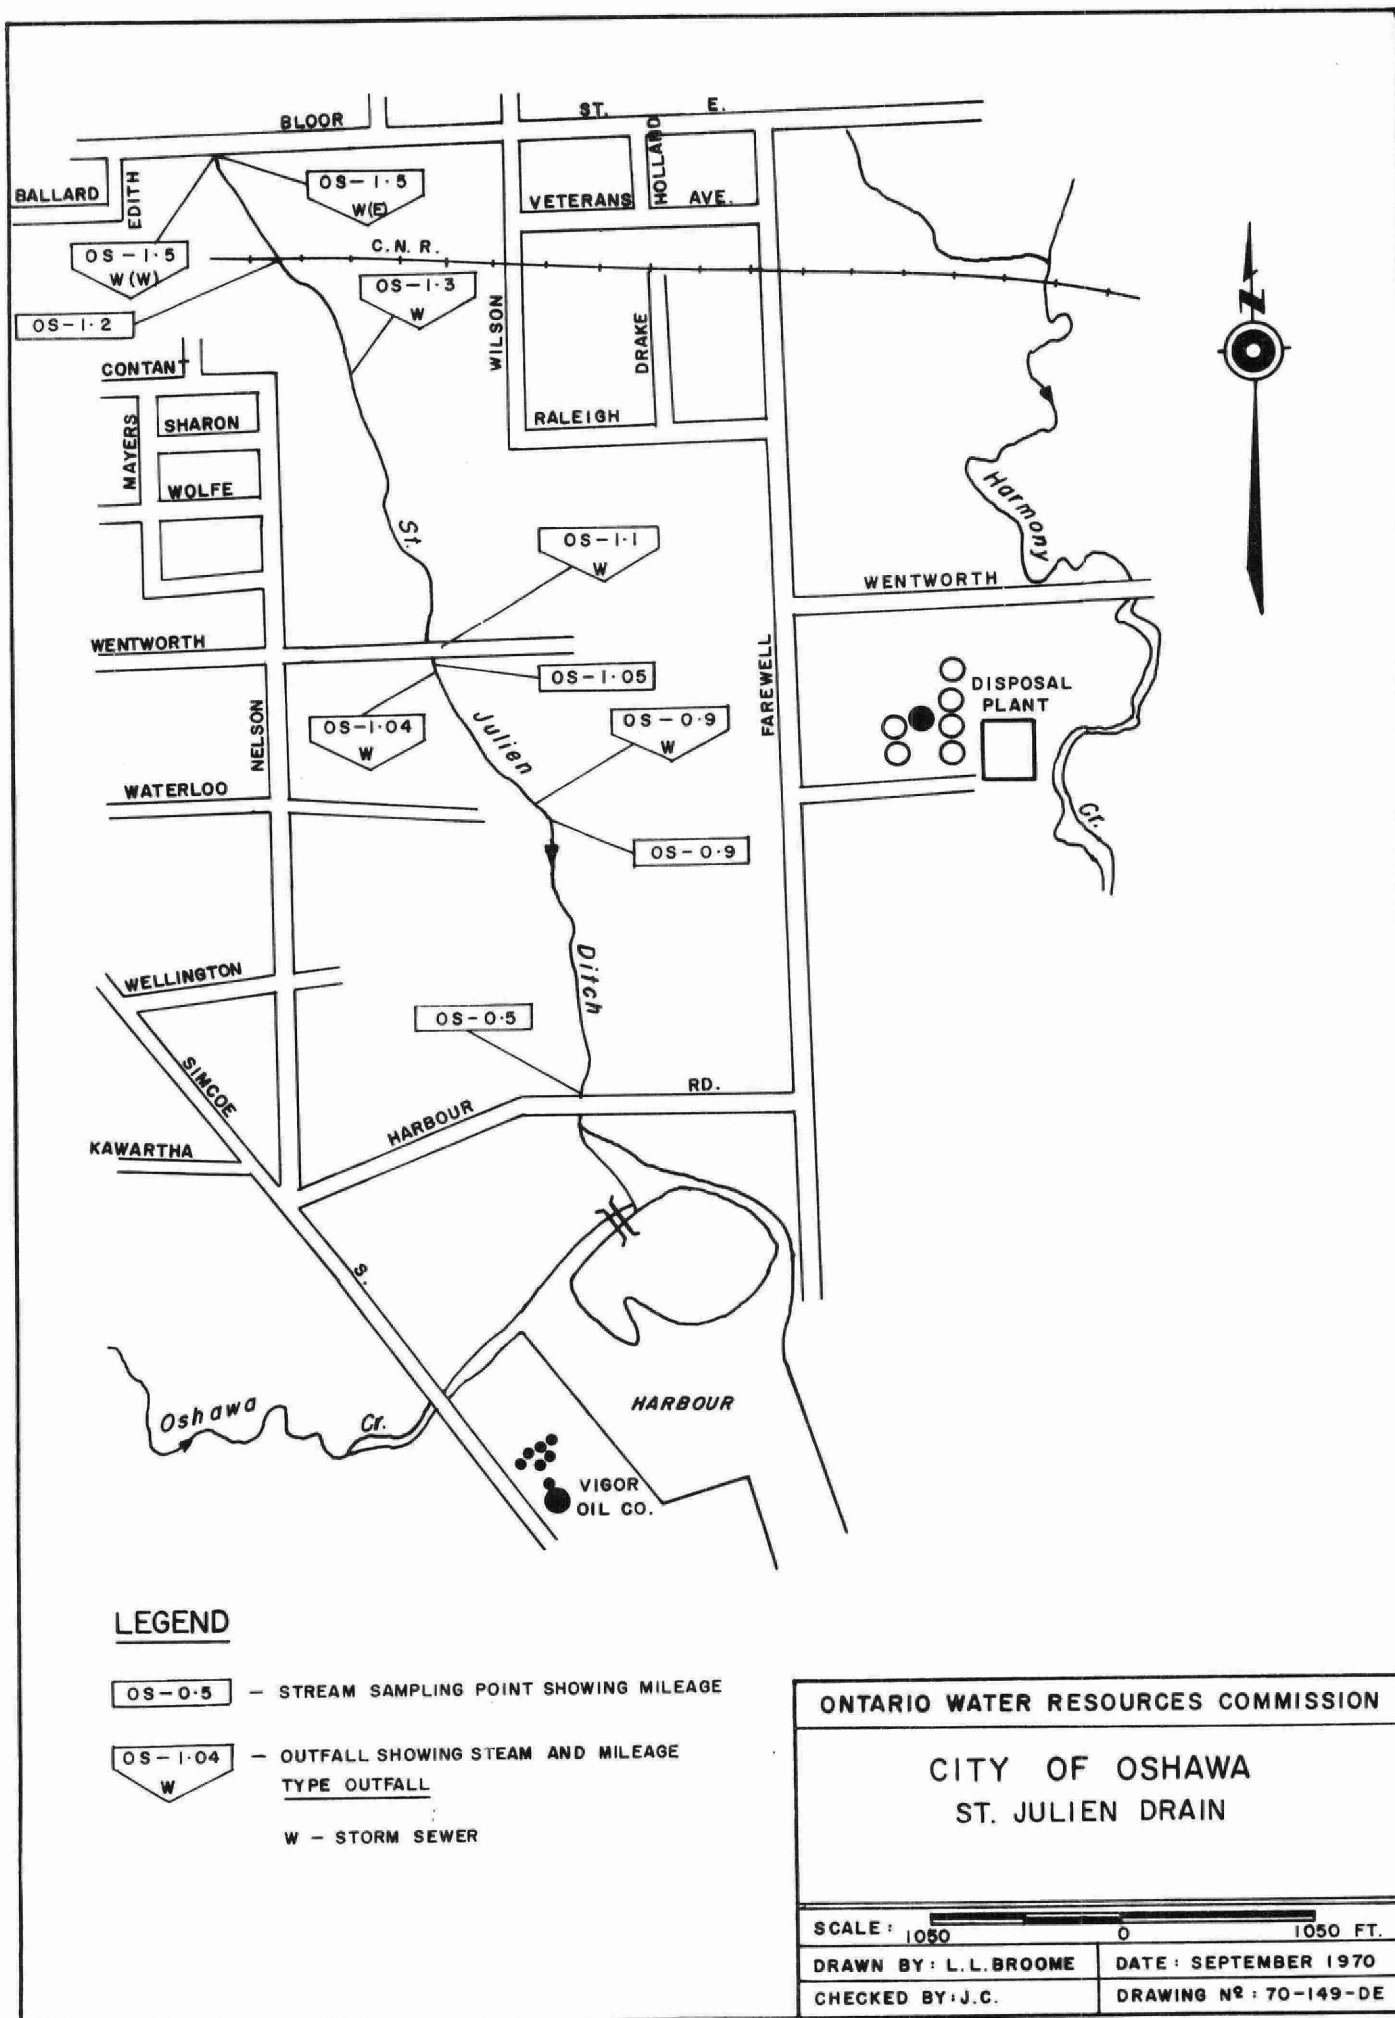 BLOOR ST. E.
BALLARD
EDITH
OS-1.5
W(E)
VETERANS AVE.
HOLLAND
OS-1.5
W(W)
C.N.R.
OS-1.3
W
OS-1.2
WILSON
DRAKE
CONTANT
MAYERS
SHARON
RALEIGH
WOLFE
St. Julien Ditch
Harmony Cr.
OS-1.1
W
WENTWORTH
WENTWORTH
OS-1.05
NELSON
FAREWELL
DISPOSAL
PLANT
OS-1.04
W
OS-0.9
W
WATERLOO
OS-0.9
WELLINGTON
OS-0.5
SIMCOE S.
HARBOUR RD.
KAWARTHA
N
Oshawa Cr.
HARBOUR
VIGOR
OIL CO.
LEGEND
OS-0.5 - STREAM SAMPLING POINT SHOWING MILEAGE
OS-1.04 - OUTFALL SHOWING STEAM AND MILEAGE
W TYPE OUTFALL
W - STORM SEWER
ONTARIO WATER RESOURCES COMMISSION
CITY OF OSHAWA
ST. JULIEN DRAIN
SCALE: 1050 0 1050 FT.
DRAWN BY: L.L.BROOME
DATE: SEPTEMBER 1970
CHECKED BY: J.C.
DRAWING Nº: 70-149-DE